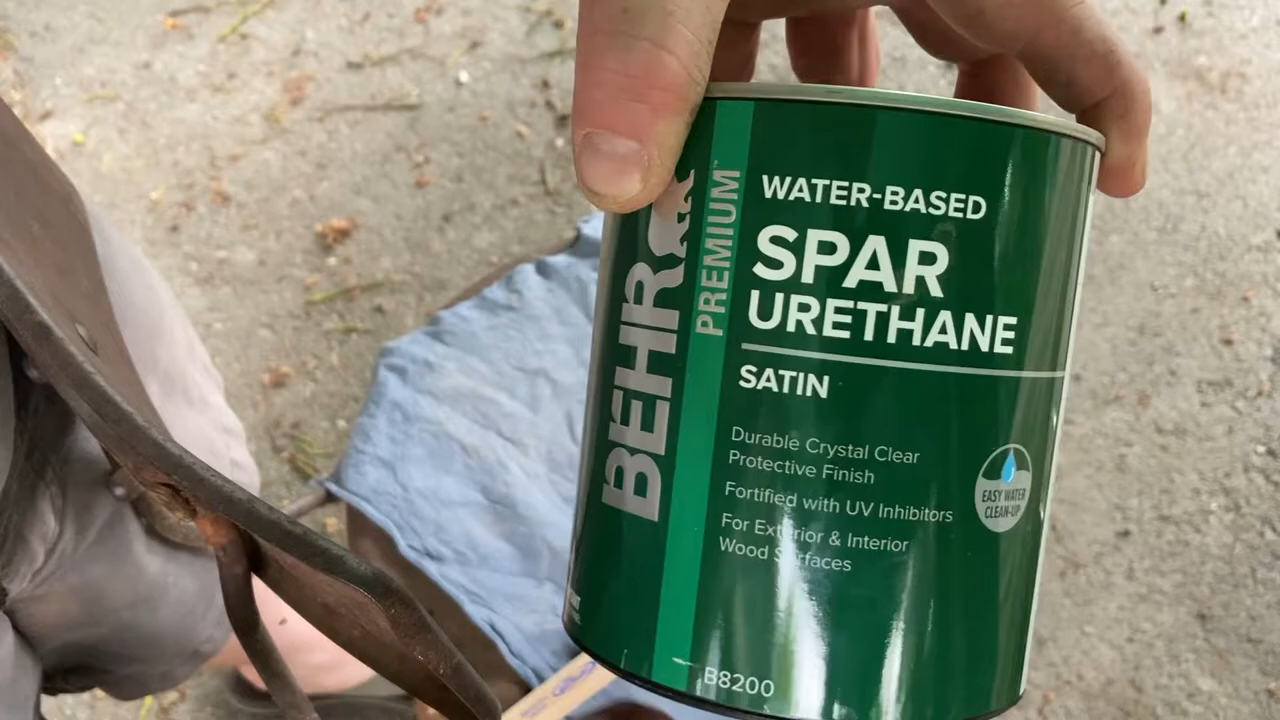 BEHR
PREMIUM™
WATER-BASED
SPAR
URETHANE
SATIN
Durable Crystal Clear
Protective Finish
Fortified with UV Inhibitors
For Exterior & Interior
Wood Surfaces
EASY WATER
CLEAN-UP
B8200